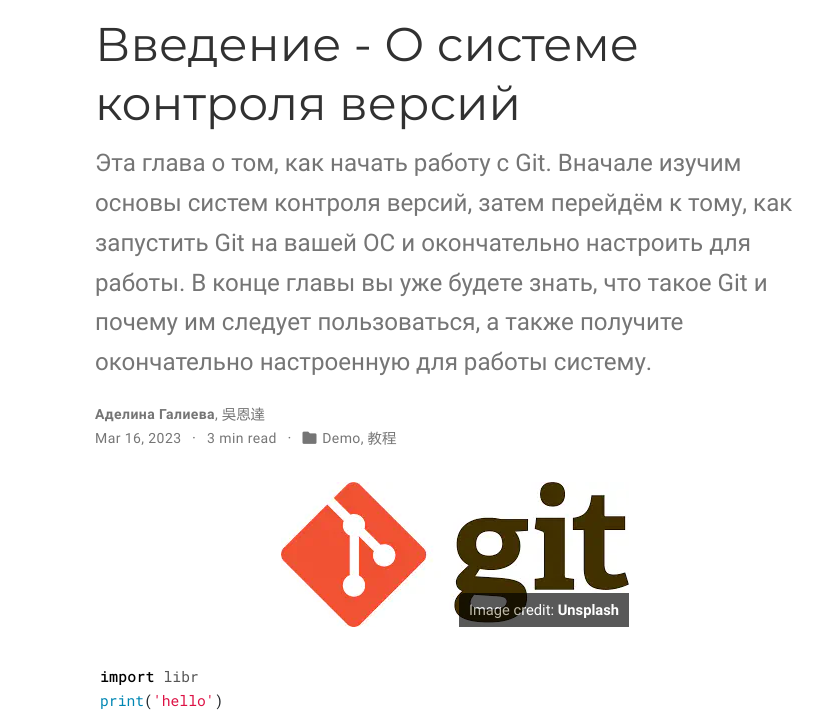 Введение - О системе
контроля версий
Эта глава о том, как начать работу с Git. Вначале изучим
основы систем контроля версий, затем перейдём к тому, как
запустить Git на вашей ОС и окончательно настроить для
работы. В конце главы вы уже будете знать, что такое Git и
почему им следует пользоваться, а также получите
окончательно настроенную для работы систему.
Аделина Галиева, 吳恩達
Mar 16, 2023 · 3 min read · Demo, 教程
git
Image credit: Unsplash
import libr
print('hello')